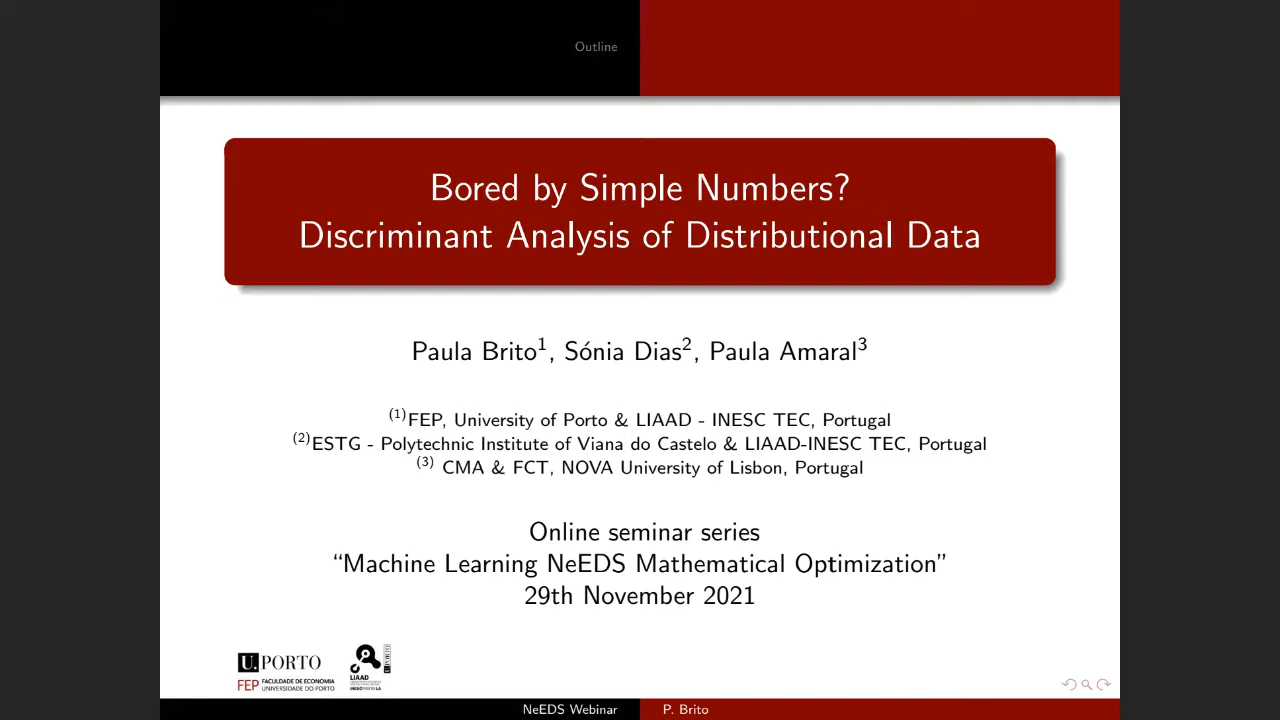 Outline
Bored by Simple Numbers?
Discriminant Analysis of Distributional Data
Paula Brito1, Sónia Dias2, Paula Amaral3
(1)FEP, University of Porto & LIAAD - INESC TEC, Portugal
(2)ESTG - Polytechnic Institute of Viana do Castelo & LIAAD-INESC TEC, Portugal
(3) CMA & FCT, NOVA University of Lisbon, Portugal
Online seminar series
“Machine Learning NeEDS Mathematical Optimization”
29th November 2021
U. PORTO
FEP FACULDADE DE ECONOMIA
UNIVERSIDADE DO PORTO
LIAAD
NeEDS Webinar
P. Brito